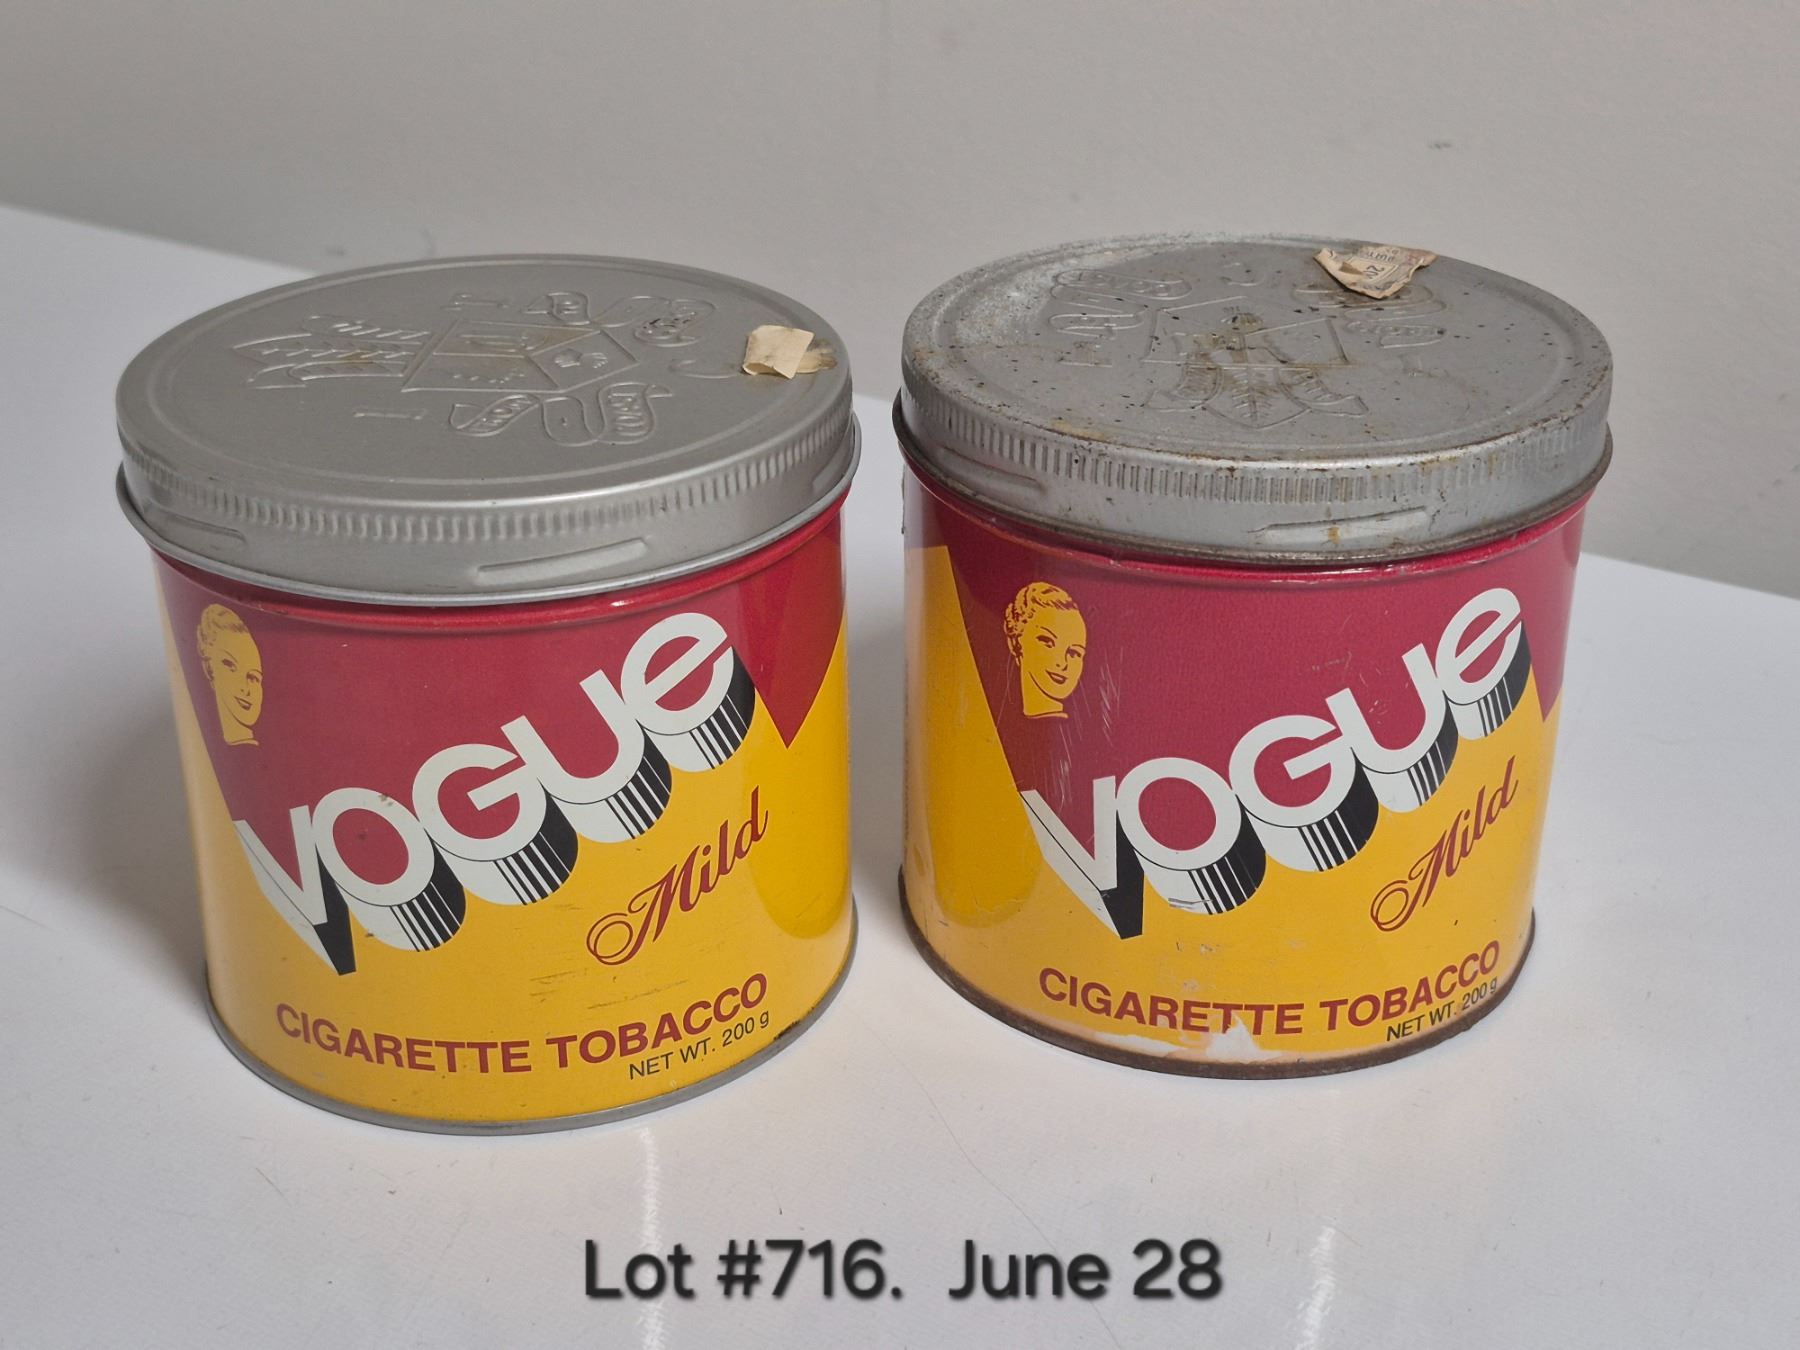 VOGUe
Mild
CIGARETTE TOBACCO
NET WT. 200 g
VOGUe
Mild
CIGARETTE TOBACCO
NET WT. 200 g
Lot #716. June 28